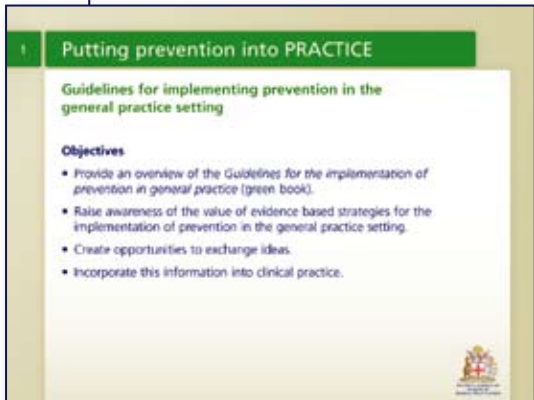 1
Putting prevention into PRACTICE
Guidelines for implementing prevention in the
general practice setting
Objectives
• Provide an overview of the Guidelines for the implementation of
prevention in general practice (green book).
• Raise awareness of the value of evidence based strategies for the
implementation of prevention in the general practice setting.
• Create opportunities to exchange ideas.
• Incorporate this information into clinical practice.